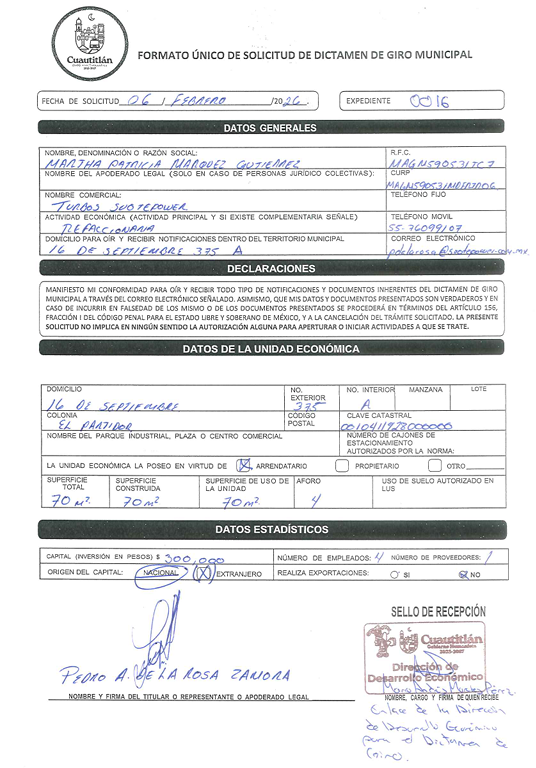 Cuautitlán
FORMATO ÚNICO DE SOLICITUD DE DICTAMEN DE GIRO MUNICIPAL
FECHA DE SOLICITUD 06 / FEBRERO /2026.
EXPEDIENTE 0016
DATOS GENERALES
NOMBRE, DENOMINACIÓN O RAZÓN SOCIAL:
R.F.C.
MARTHA PATRICIA MARQUEZ GUTIERREZ
MAGN590531TC7
NOMBRE DEL APODERADO LEGAL (SOLO EN CASO DE PERSONAS JURÍDICO COLECTIVAS):
CURP
NOMBRE COMERCIAL:
TELÉFONO FIJO
TURBOS SUOTEPOWER
ACTIVIDAD ECONÓMICA (ACTIVIDAD PRINCIPAL Y SI EXISTE COMPLEMENTARIA SEÑALE)
TELÉFONO MOVIL
REFACCIONARIA
55-76099107
DOMICILIO PARA OÍR Y RECIBIR NOTIFICACIONES DENTRO DEL TERRITORIO MUNICIPAL
CORREO ELECTRÓNICO
16 DE SEPTIEMBRE 375 A
DECLARACIONES
MANIFIESTO MI CONFORMIDAD PARA OÍR Y RECIBIR TODO TIPO DE NOTIFICACIONES Y DOCUMENTOS INHERENTES DEL DICTAMEN DE GIRO
MUNICIPAL A TRAVÉS DEL CORREO ELECTRÓNICO SEÑALADO. ASIMISMO, QUE MIS DATOS Y DOCUMENTOS PRESENTADOS SON VERDADEROS Y EN
CASO DE INCURRIR EN FALSEDAD DE LOS MISMO O DE LOS DOCUMENTOS PRESENTADOS SE PROCEDERÁ EN TÉRMINOS DEL ARTÍCULO 156,
FRACCIÓN I DEL CÓDIGO PENAL PARA EL ESTADO LIBRE Y SOBERANO DE MÉXICO, Y A LA CANCELACIÓN DEL TRÁMITE SOLICITADO. LA PRESENTE
SOLICITUD NO IMPLICA EN NINGÚN SENTIDO LA AUTORIZACIÓN ALGUNA PARA APERTURAR O INICIAR ACTIVIDADES A QUE SE TRATE.
DATOS DE LA UNIDAD ECONÓMICA
DOMICILIO
NO. EXTERIOR
NO. INTERIOR
MANZANA
LOTE
16 DE SEPTIEMBRE
375
A
COLONIA
CÓDIGO POSTAL
CLAVE CATASTRAL
EL PARTIDOR
0010411928000000
NOMBRE DEL PARQUE INDUSTRIAL, PLAZA O CENTRO COMERCIAL
NÚMERO DE CAJONES DE ESTACIONAMIENTO AUTORIZADOS POR LA NORMA:
LA UNIDAD ECONÓMICA LA POSEO EN VIRTUD DE X ARRENDATARIO PROPIETARIO OTRO
SUPERFICIE TOTAL
SUPERFICIE CONSTRUIDA
SUPERFICIE DE USO DE LA UNIDAD
AFORO
USO DE SUELO AUTORIZADO EN LUS
70 m².
70 m²
70 m².
4
DATOS ESTADÍSTICOS
CAPITAL (INVERSIÓN EN PESOS) $ 300,000
NÚMERO DE EMPLEADOS: 4 NÚMERO DE PROVEEDORES: 1
ORIGEN DEL CAPITAL: NACIONAL X EXTRANJERO
REALIZA EXPORTACIONES: SI X NO
SELLO DE RECEPCIÓN
Cuautitlán
Dirección de
Desarrollo Económico
PEDRO A. DE LA ROSA ZAMORA
NOMBRE Y FIRMA DEL TITULAR O REPRESENTANTE O APODERADO LEGAL
NOMBRE, CARGO Y FIRMA DE QUIEN RECIBE
Enlace de la Dirección
de Desarrollo Económico
para el Dictamen de
Giro.